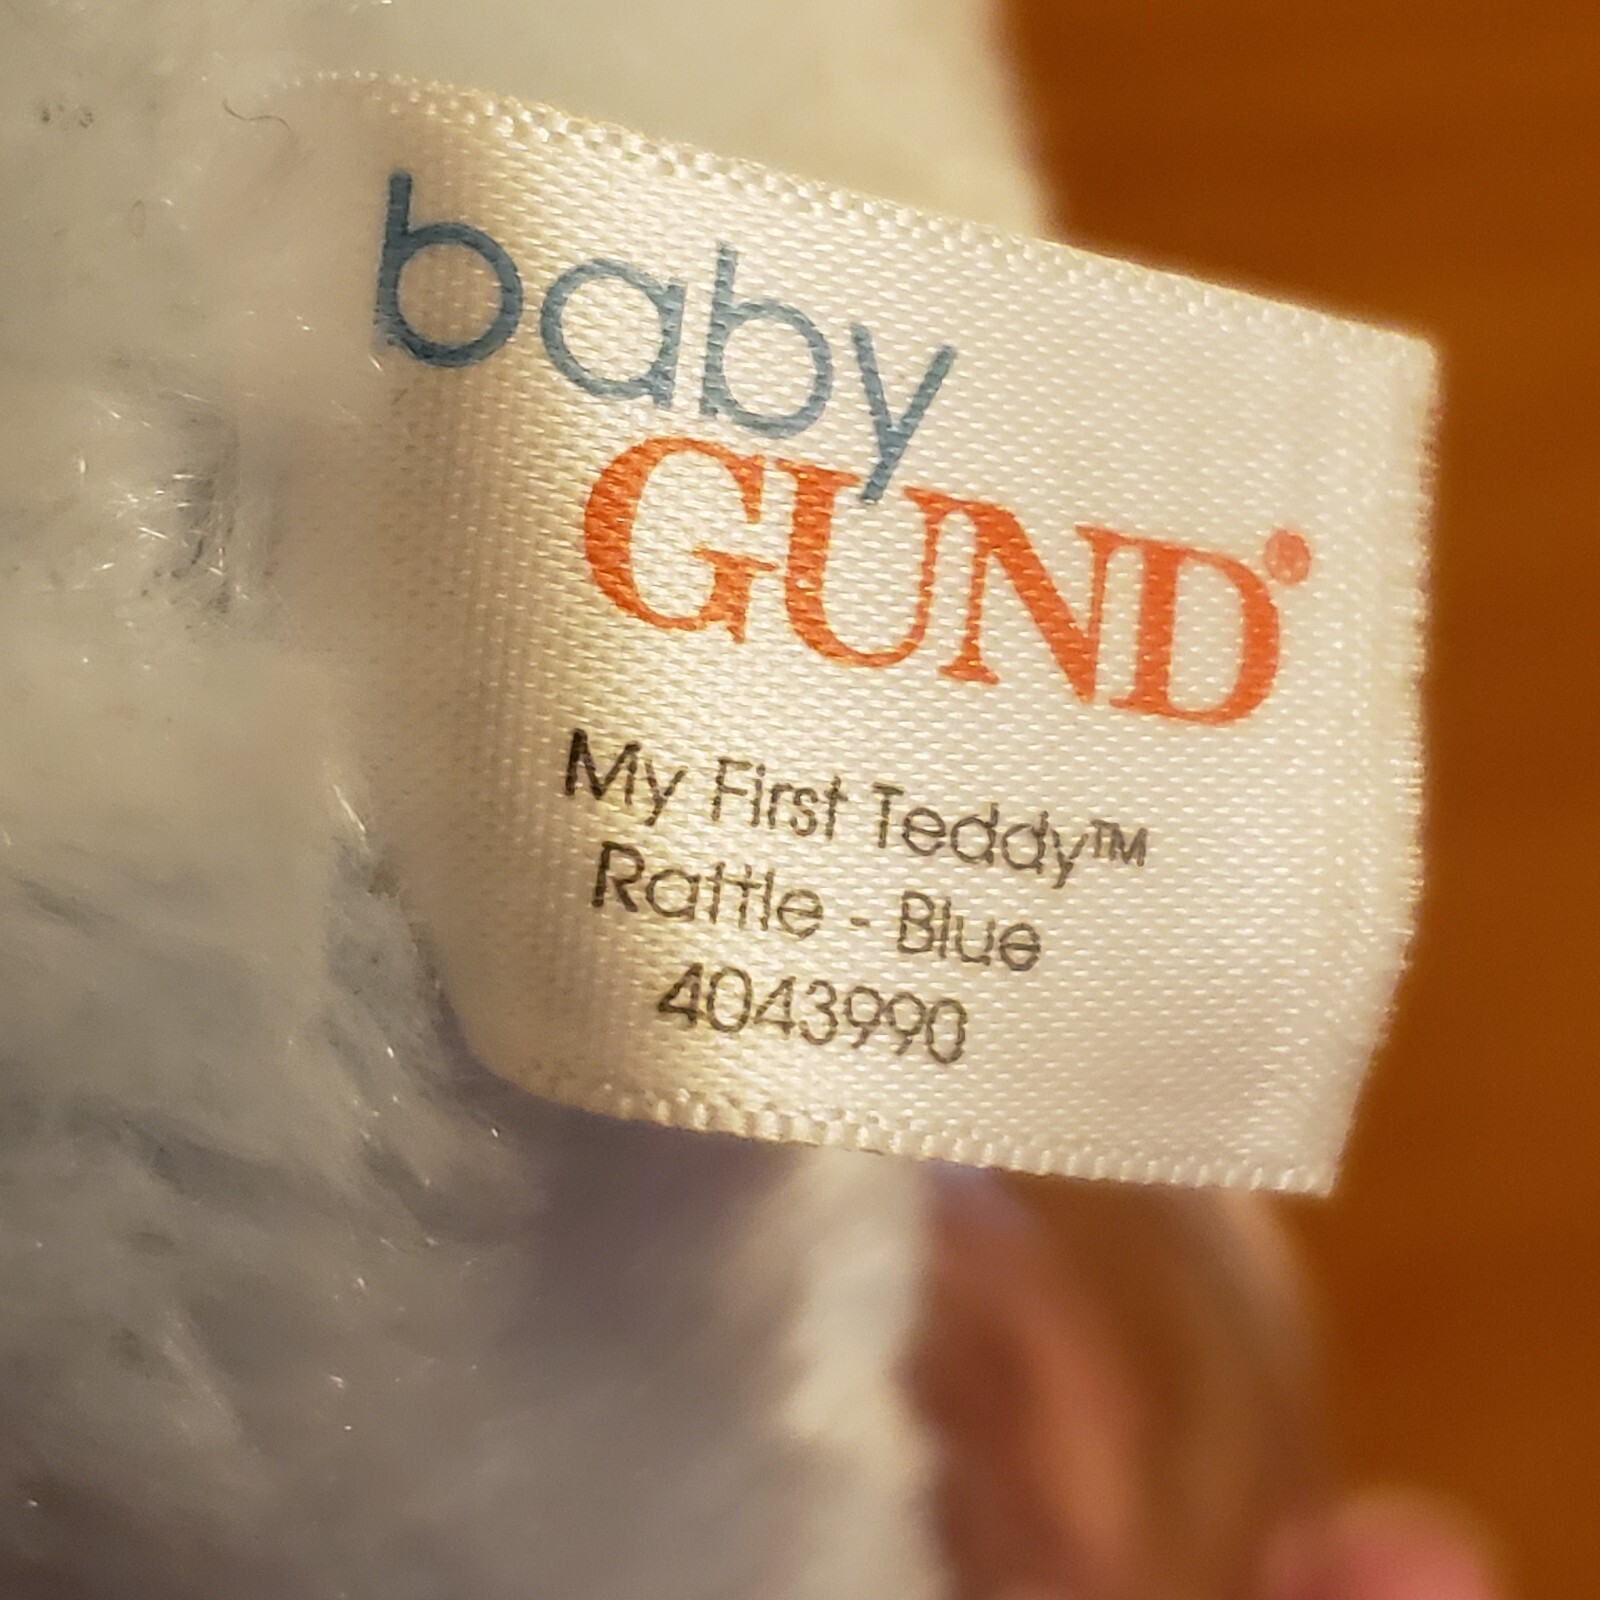 baby
GUND®
My First Teddy™
Rattle - Blue
4043990